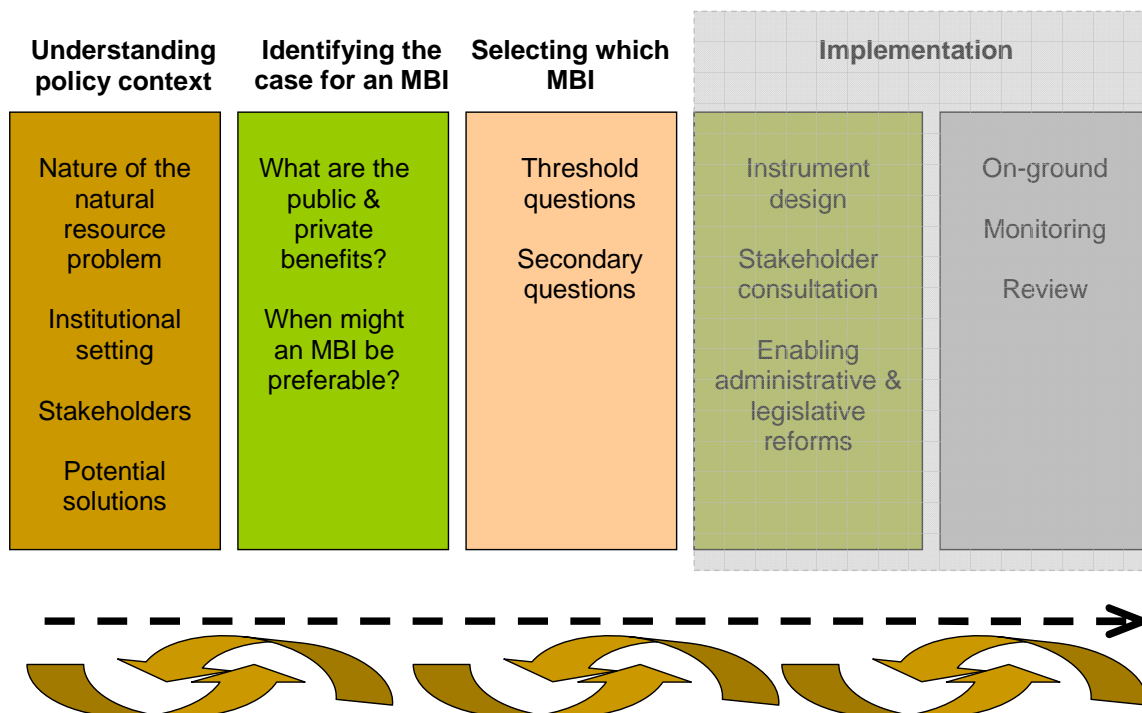 Understanding
policy context
Identifying the
case for an MBI
Selecting which
MBI
Implementation
Nature of the
natural
resource
problem
Institutional
setting
Stakeholders
Potential
solutions
What are the
public &
private
benefits?
When might
an MBI be
preferable?
Threshold
questions
Secondary
questions
Instrument
design
Stakeholder
consultation
Enabling
administrative &
legislative
reforms
On-ground
Monitoring
Review